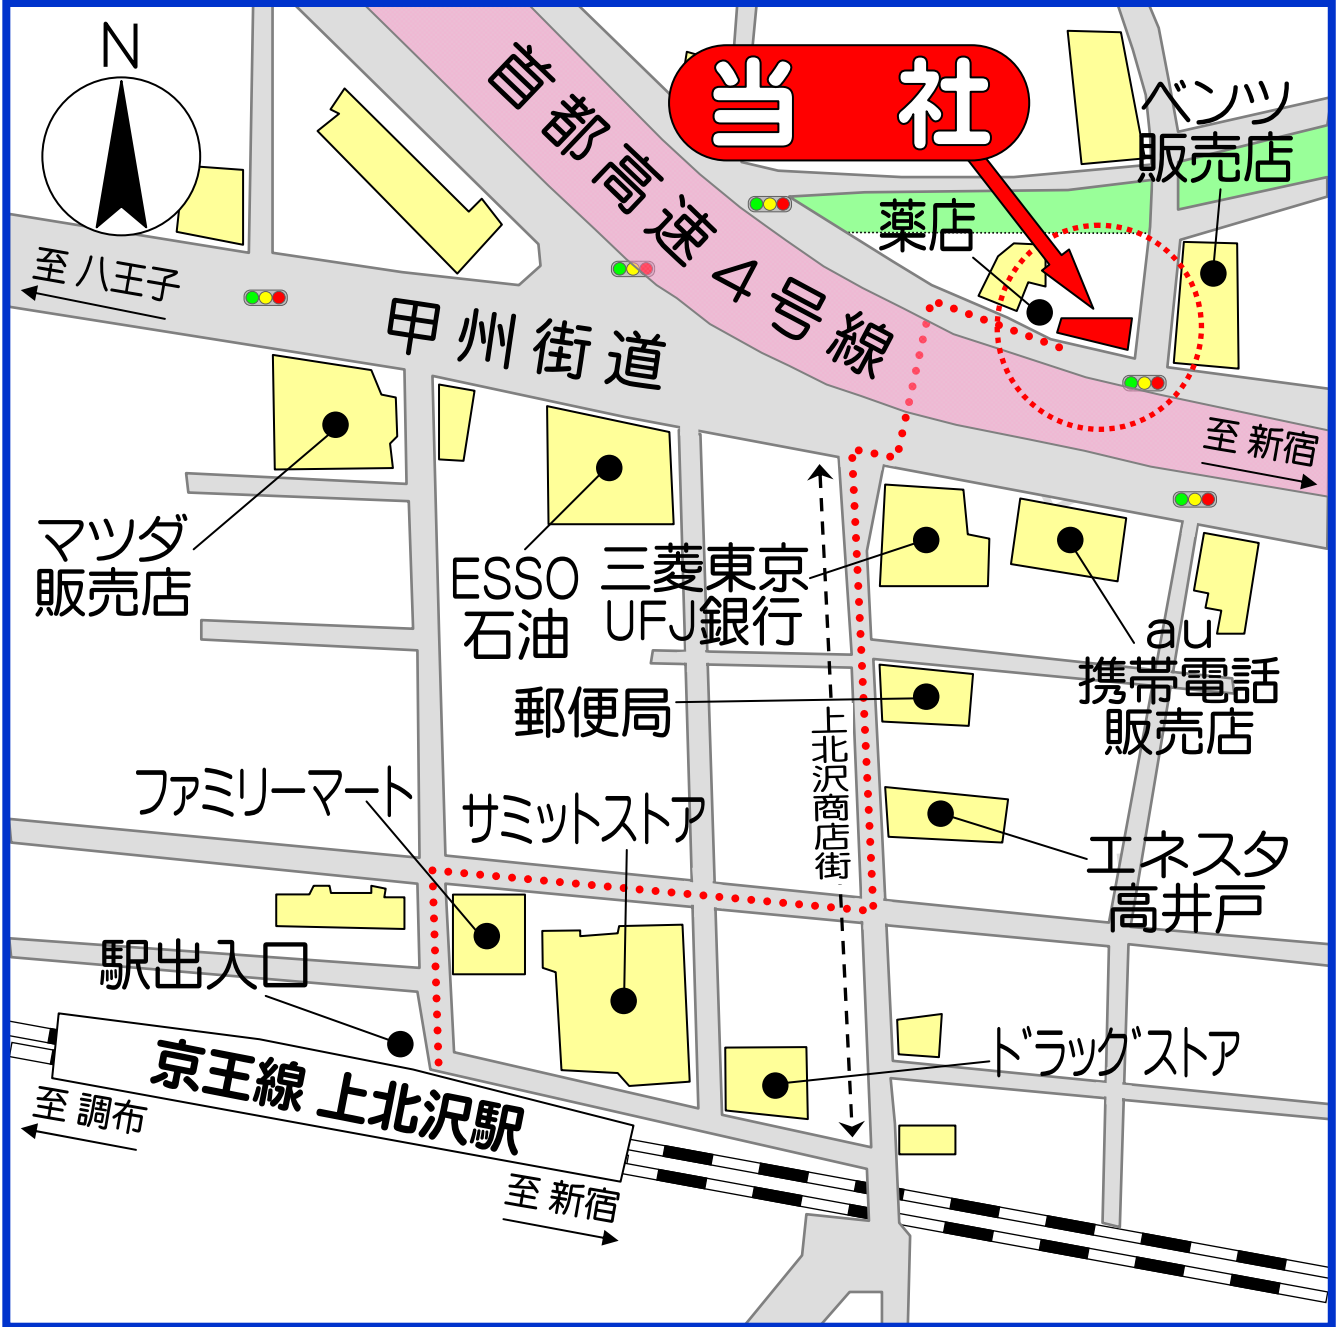 N
当 社
ベンツ
販売店
首都高速4号線
薬店
至 八王子
甲州街道
至 新宿
マツダ
販売店
ESSO
石油
三菱東京
UFJ銀行
au
携帯電話
販売店
郵便局
上北沢商店街
ファミリーマート
サミットストア
エネスタ
高井戸
駅出入口
ドラッグストア
京王線 上北沢駅
至 調布
至 新宿